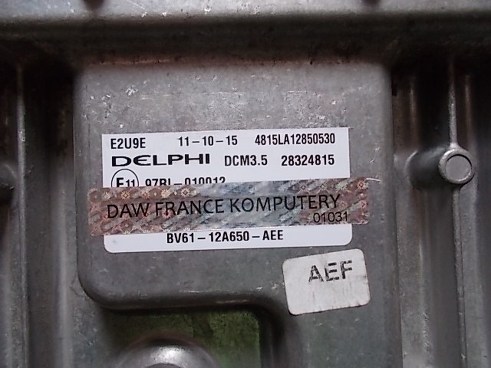 E2U9E 11-10-15 4815LA12850530
DELPHI DCM3.5 28324815
E11 97RI-010012
DAW FRANCE KOMPUTERY
01031
BV61-12A650-AEE
AEF